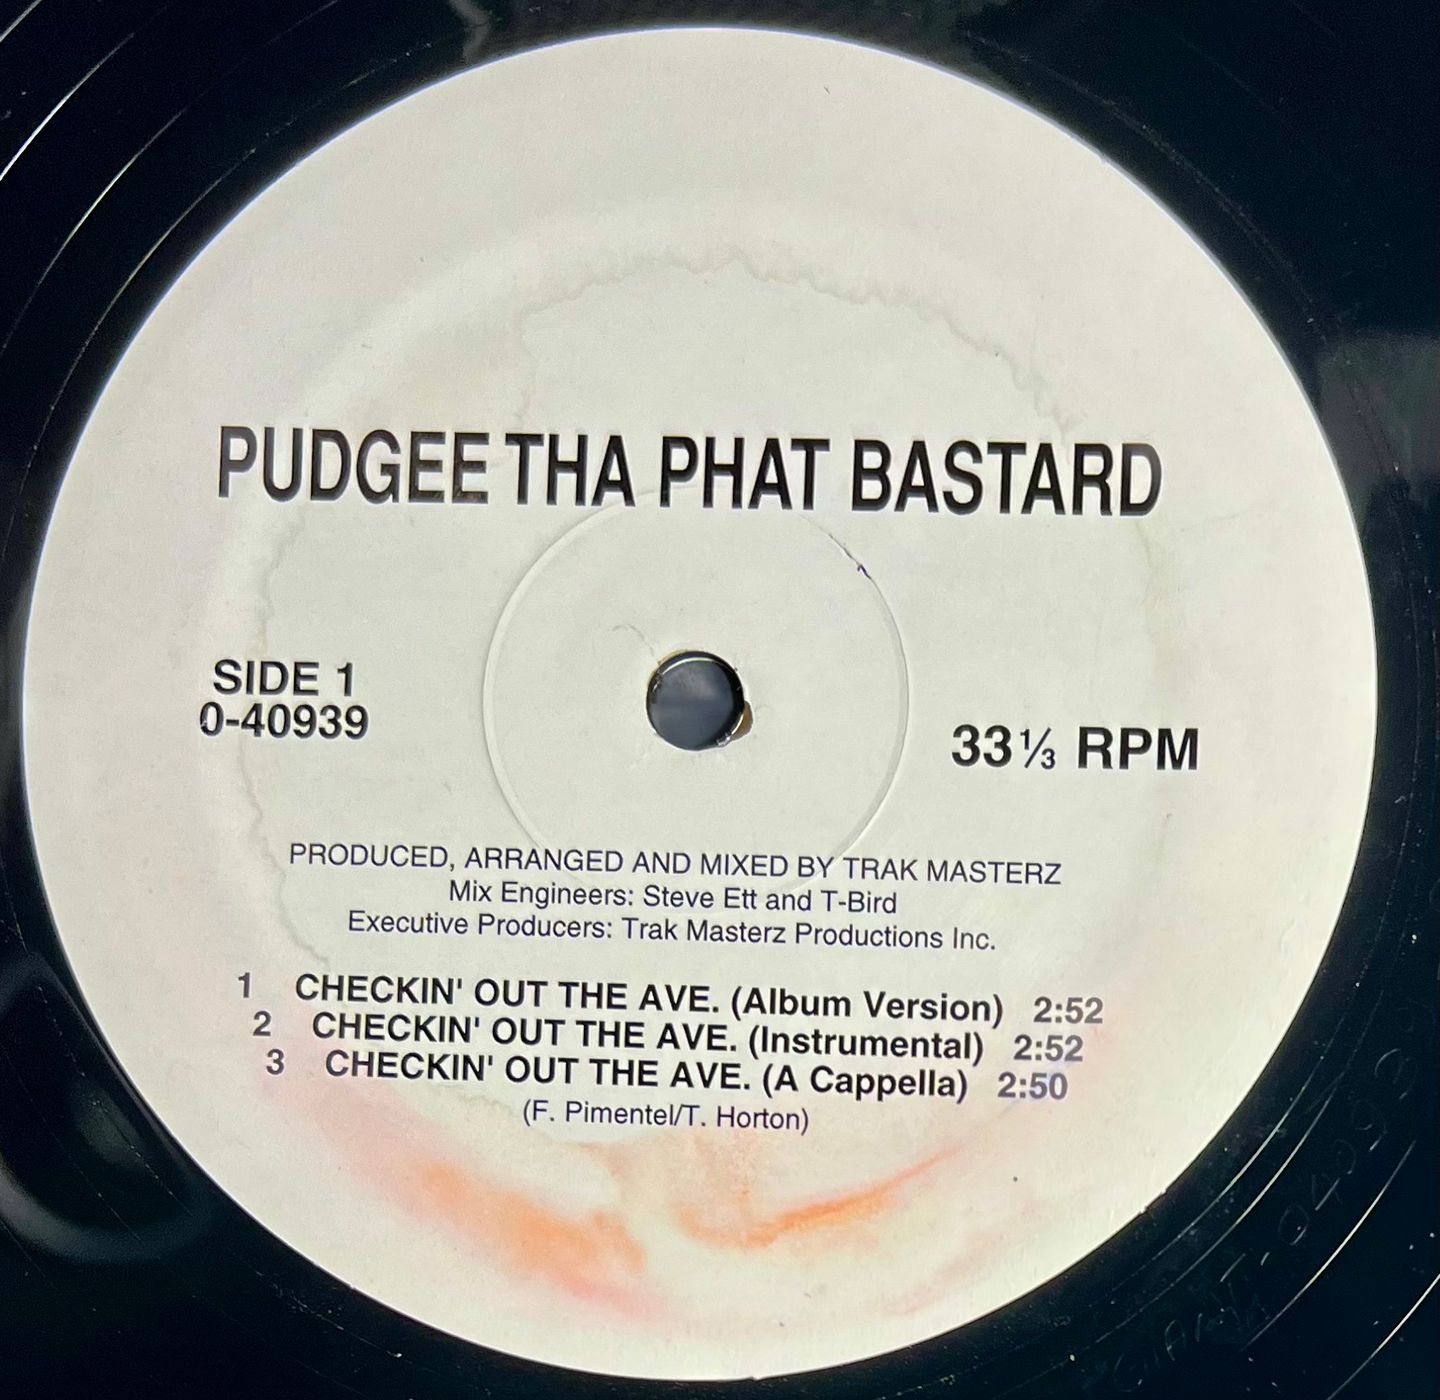 PUDGEE THA PHAT BASTARD
SIDE 1
0-40939
33 1/3 RPM
PRODUCED, ARRANGED AND MIXED BY TRAK MASTERZ
Mix Engineers: Steve Ett and T-Bird
Executive Producers: Trak Masterz Productions Inc.
1 CHECKIN' OUT THE AVE. (Album Version) 2:52
2 CHECKIN' OUT THE AVE. (Instrumental) 2:52
3 CHECKIN' OUT THE AVE. (A Cappella) 2:50
(F. Pimentel/T. Horton)